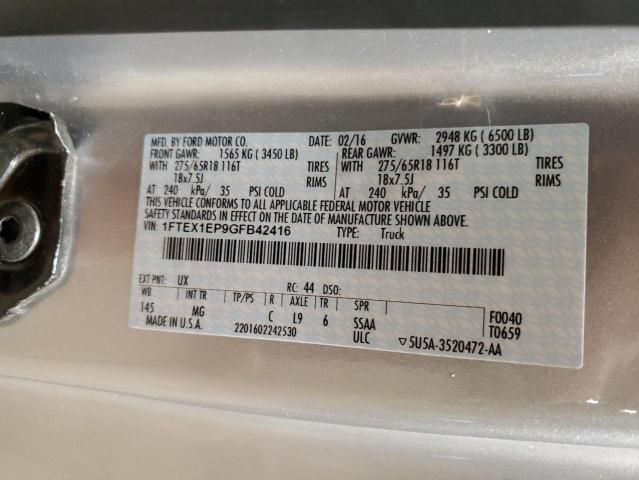 MFG. BY FORD MOTOR CO. DATE: 02/16 GVWR: 2948 KG ( 6500 LB)
FRONT GAWR: 1565 KG ( 3450 LB) REAR GAWR: 1497 KG ( 3300 LB)
WITH 275/65R18 116T TIRES WITH 275/65R18 116T TIRES
18x7.5J RIMS 18x7.5J RIMS
AT 240 kPa/ 35 PSI COLD AT 240 kPa/ 35 PSI COLD
THIS VEHICLE CONFORMS TO ALL APPLICABLE FEDERAL MOTOR VEHICLE
SAFETY STANDARDS IN EFFECT ON THE DATE OF MANUFACTURE SHOWN ABOVE.
VIN: 1FTEX1EP9GFB42416 TYPE: Truck
EXT PNT: UX RC: 44 DSO:
WB INT TR TP/PS R AXLE TR SPR F0040
145 MG C L9 6 SSAA T0659
MADE IN U.S.A. 2201602242530 ULC ▽5U5A-3520472-AA